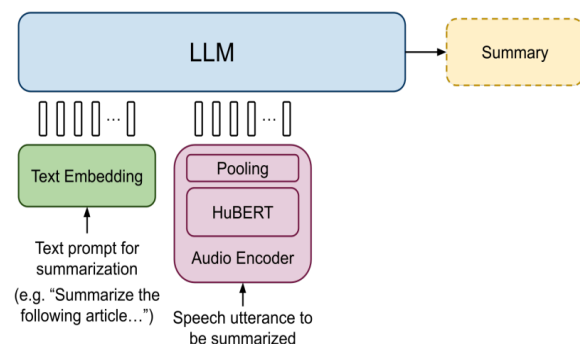 LLM
Summary
...
...
Text Embedding
Pooling
HuBERT
Audio Encoder
Text prompt for
summarization
(e.g. “Summarize the
following article...”)
Speech utterance to
be summarized